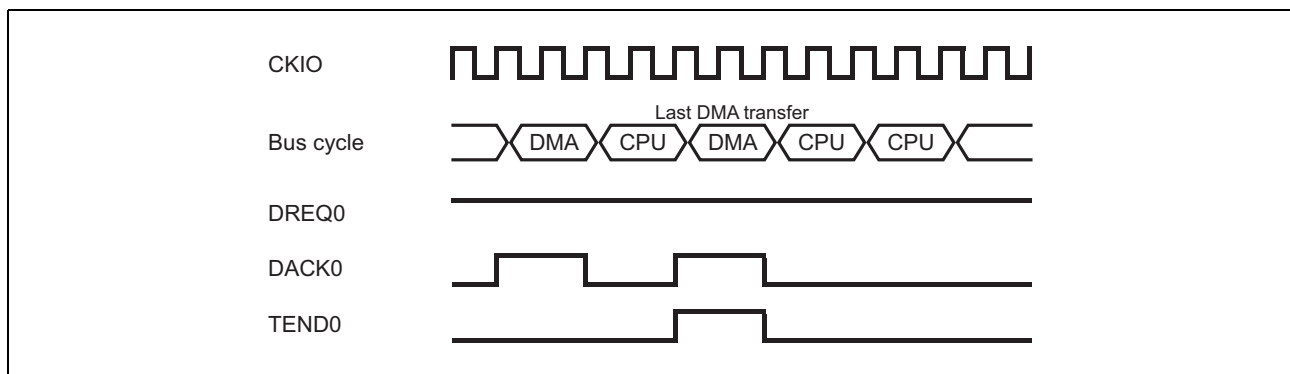 CKIO
Last DMA transfer
Bus cycle DMA CPU DMA CPU CPU
DREQ0
DACK0
TEND0